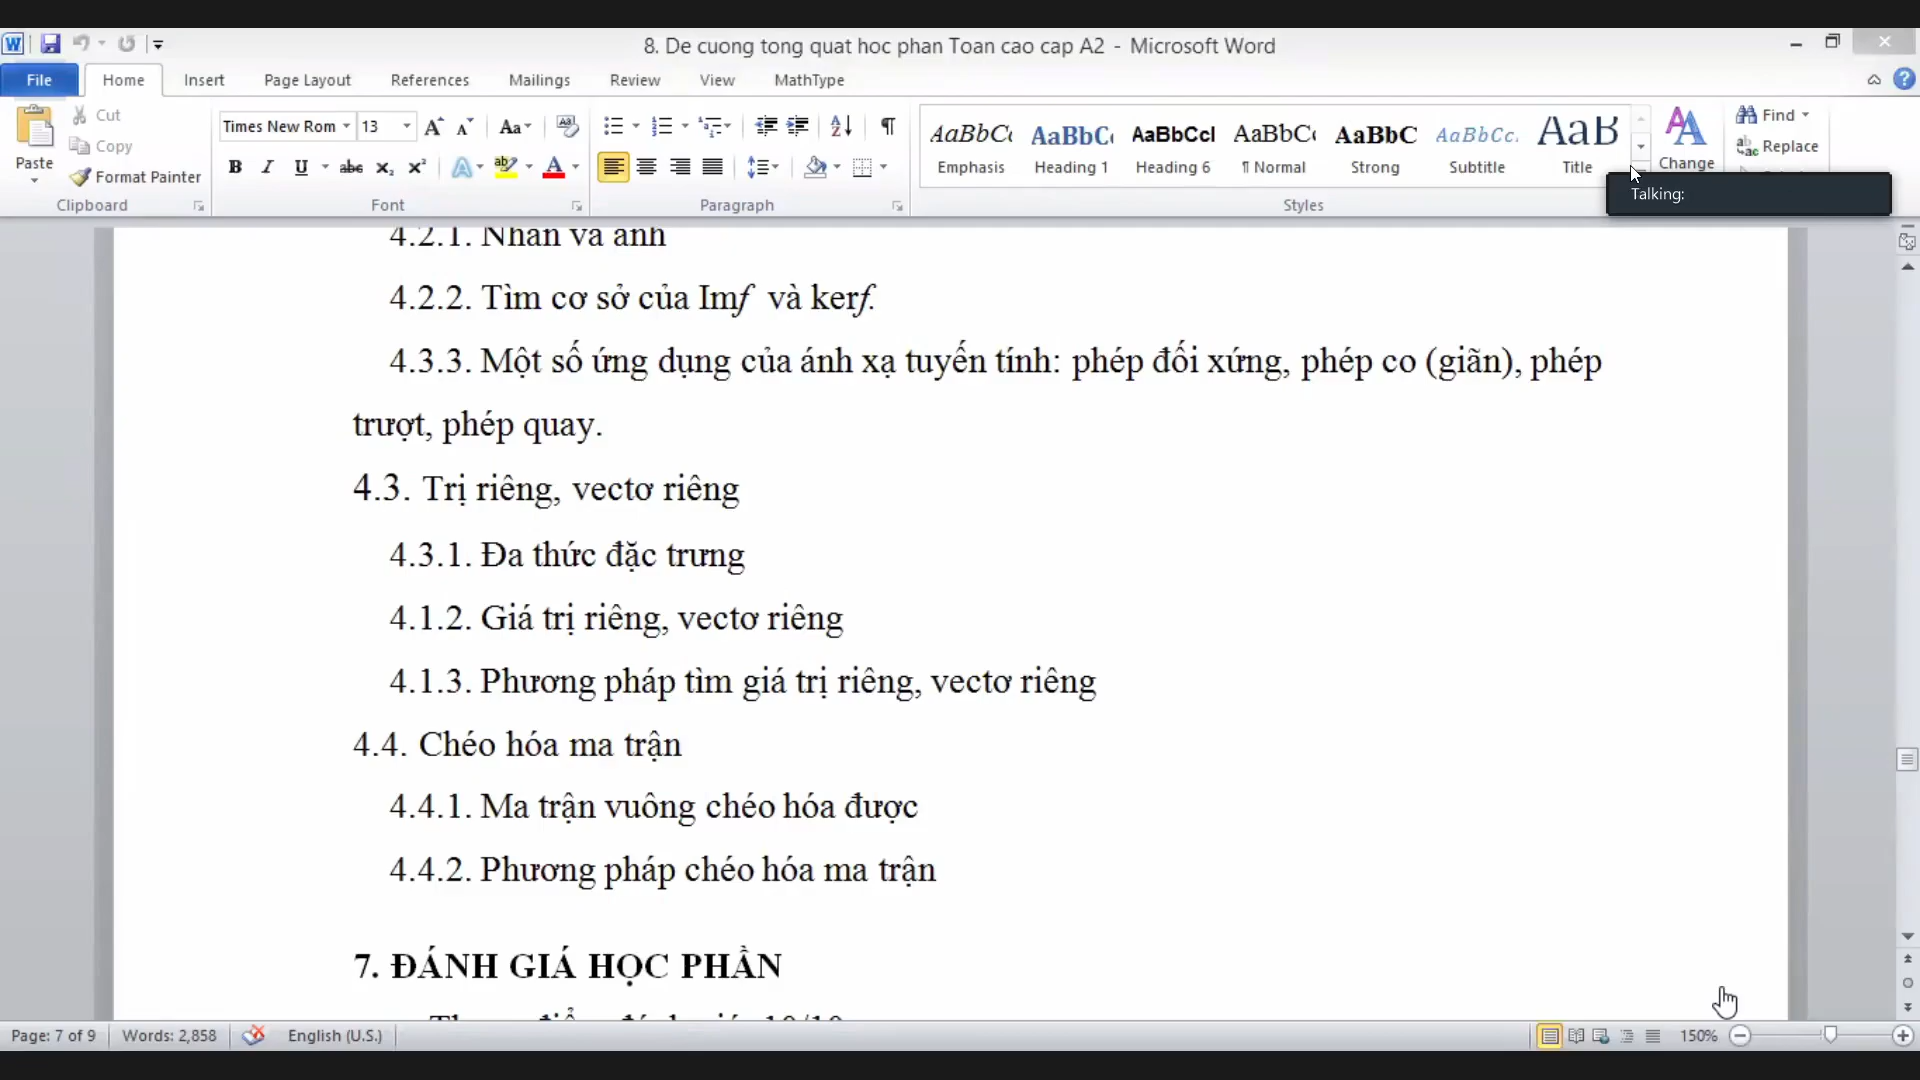 8. De cuong tong quat hoc phan Toan cao cap A2 - Microsoft Word
File Home Insert Page Layout References Mailings Review View MathType
Paste Cut Copy Format Painter Clipboard
Times New Rom 13 Font
Paragraph
AaBbCc AaBbCc AaBbCcl AaBbCc AaBbC AaBbCc. AaB
Emphasis Heading 1 Heading 6 ¶ Normal Strong Subtitle Title
Change
Styles
Find
Replace
Talking:
4.2.1. Nhân và ảnh
4.2.2. Tìm cơ sở của Imf và kerf.
4.3.3. Một số ứng dụng của ánh xạ tuyến tính: phép đối xứng, phép co (giãn), phép
trượt, phép quay.
4.3. Trị riêng, vectơ riêng
4.3.1. Đa thức đặc trưng
4.1.2. Giá trị riêng, vectơ riêng
4.1.3. Phương pháp tìm giá trị riêng, vectơ riêng
4.4. Chéo hóa ma trận
4.4.1. Ma trận vuông chéo hóa được
4.4.2. Phương pháp chéo hóa ma trận
7. ĐÁNH GIÁ HỌC PHẦN
Page: 7 of 9 Words: 2,858 English (U.S.) 150%